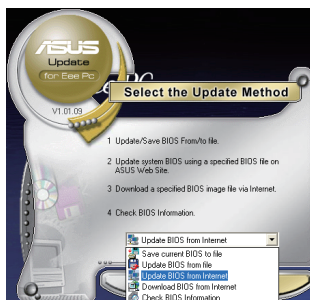 ASUS
Update
for Eee Pc
V1.01.09
Select the Update Method
1 Update/Save BIOS From/to file.
2 Update system BIOS using a specified BIOS file on
ASUS Web Site.
3 Download a specified BIOS image file via Internet.
4 Check BIOS Information.
Update BIOS from Internet
Save current BIOS to file
Update BIOS from file
Update BIOS from Internet
Download BIOS from Internet
Check BIOS Information